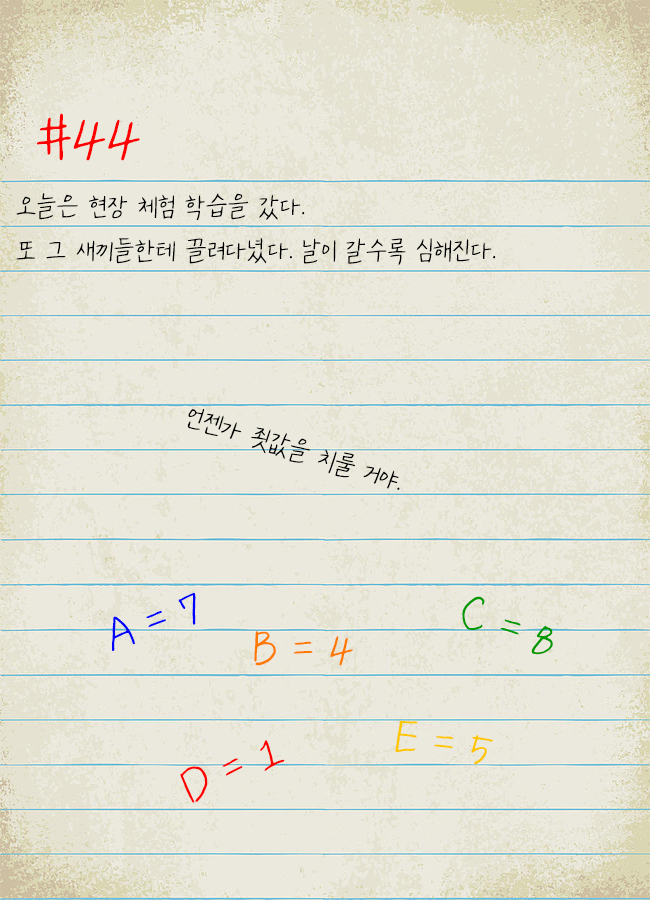 #44
오늘은 현장 체험 학습을 갔다.
또 그 새끼들한테 끌려다녔다. 날이 갈수록 심해진다.
언젠가 죗값을 치룰 거야.
A = 7
B = 4
C = 8
D = 1
E = 5